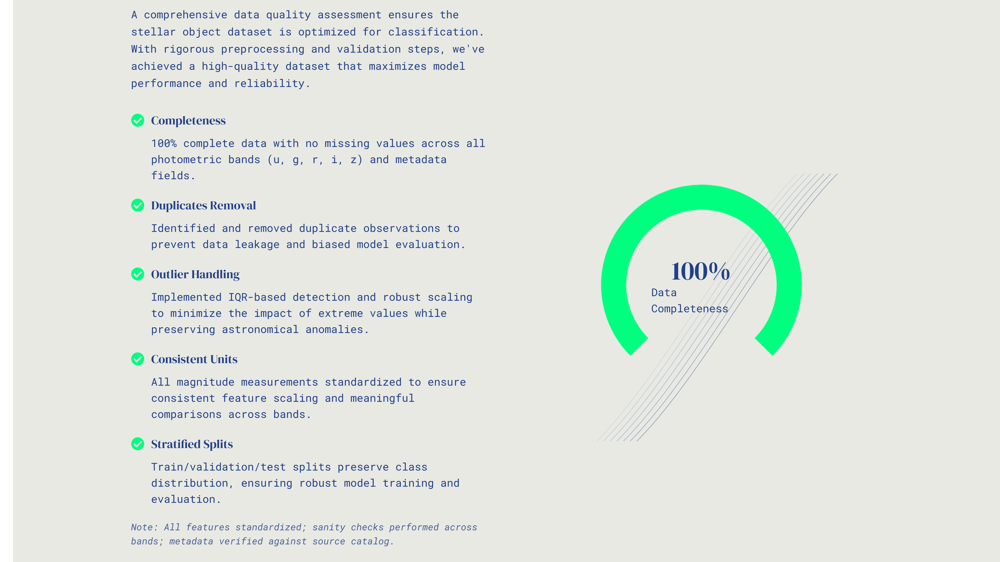 A comprehensive data quality assessment ensures the
stellar object dataset is optimized for classification.
With rigorous preprocessing and validation steps, we've
achieved a high-quality dataset that maximizes model
performance and reliability.
Completeness
100% complete data with no missing values across all
photometric bands (u, g, r, i, z) and metadata
fields.
Duplicates Removal
Identified and removed duplicate observations to
prevent data leakage and biased model evaluation.
Outlier Handling
Implemented IQR-based detection and robust scaling
to minimize the impact of extreme values while
preserving astronomical anomalies.
Consistent Units
All magnitude measurements standardized to ensure
consistent feature scaling and meaningful
comparisons across bands.
Stratified Splits
Train/validation/test splits preserve class
distribution, ensuring robust model training and
evaluation.
Note: All features standardized; sanity checks performed across
bands; metadata verified against source catalog.
100%
Data
Completeness